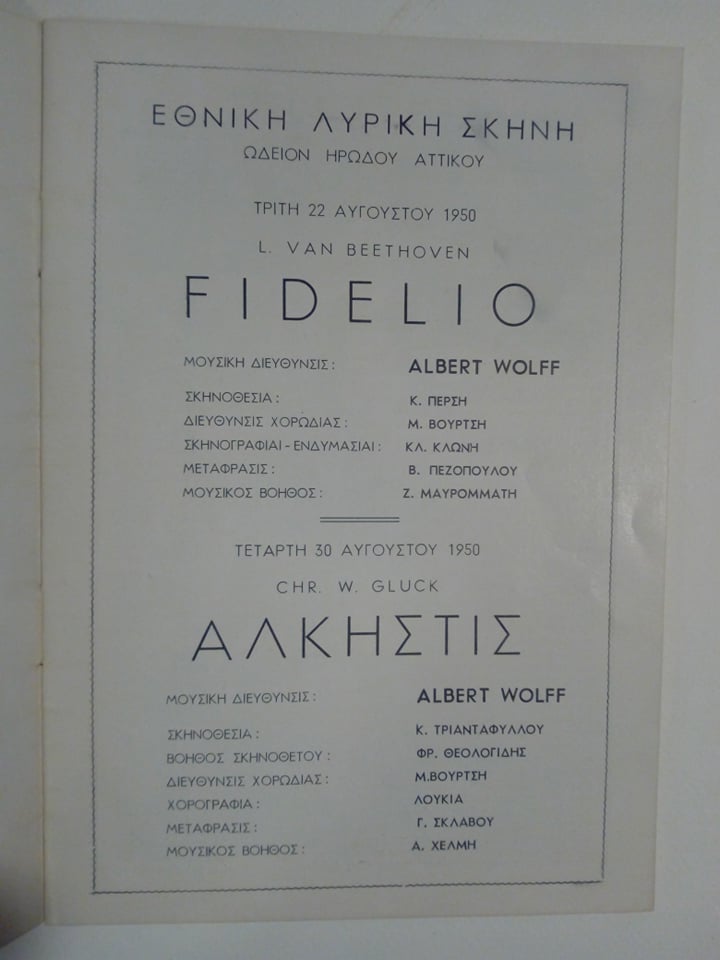 ΕΘΝΙΚΗ ΛΥΡΙΚΗ ΣΚΗΝΗ
ΩΔΕΙΟΝ ΗΡΩΔΟΥ ΑΤΤΙΚΟΥ
ΤΡΙΤΗ 22 ΑΥΓΟΥΣΤΟΥ 1950
L. VAN BEETHOVEN
FIDELIO
ΜΟΥΣΙΚΗ ΔΙΕΥΘΥΝΣΙΣ: ALBERT WOLFF
ΣΚΗΝΟΘΕΣΙΑ: Κ. ΠΕΡΣΗ
ΔΙΕΥΘΥΝΣΙΣ ΧΟΡΩΔΙΑΣ: Μ. ΒΟΥΡΤΣΗ
ΣΚΗΝΟΓΡΑΦΙΑΙ - ΕΝΔΥΜΑΣΙΑΙ: ΚΛ. ΚΛΩΝΗ
ΜΕΤΑΦΡΑΣΙΣ: Β. ΠΕΖΟΠΟΥΛΟΥ
ΜΟΥΣΙΚΟΣ ΒΟΗΘΟΣ: Ζ. ΜΑΥΡΟΜΜΑΤΗ
ΤΕΤΑΡΤΗ 30 ΑΥΓΟΥΣΤΟΥ 1950
CHR. W. GLUCK
ΑΛΚΗΣΤΙΣ
ΜΟΥΣΙΚΗ ΔΙΕΥΘΥΝΣΙΣ: ALBERT WOLFF
ΣΚΗΝΟΘΕΣΙΑ: Κ. ΤΡΙΑΝΤΑΦΥΛΛΟΥ
ΒΟΗΘΟΣ ΣΚΗΝΟΘΕΤΟΥ: ΦΡ. ΘΕΟΛΟΓΙΔΗΣ
ΔΙΕΥΘΥΝΣΙΣ ΧΟΡΩΔΙΑΣ: Μ.ΒΟΥΡΤΣΗ
ΧΟΡΟΓΡΑΦΙΑ: ΛΟΥΚΙΑ
ΜΕΤΑΦΡΑΣΙΣ: Γ. ΣΚΛΑΒΟΥ
ΜΟΥΣΙΚΟΣ ΒΟΗΘΟΣ: Α. ΧΕΛΜΗ